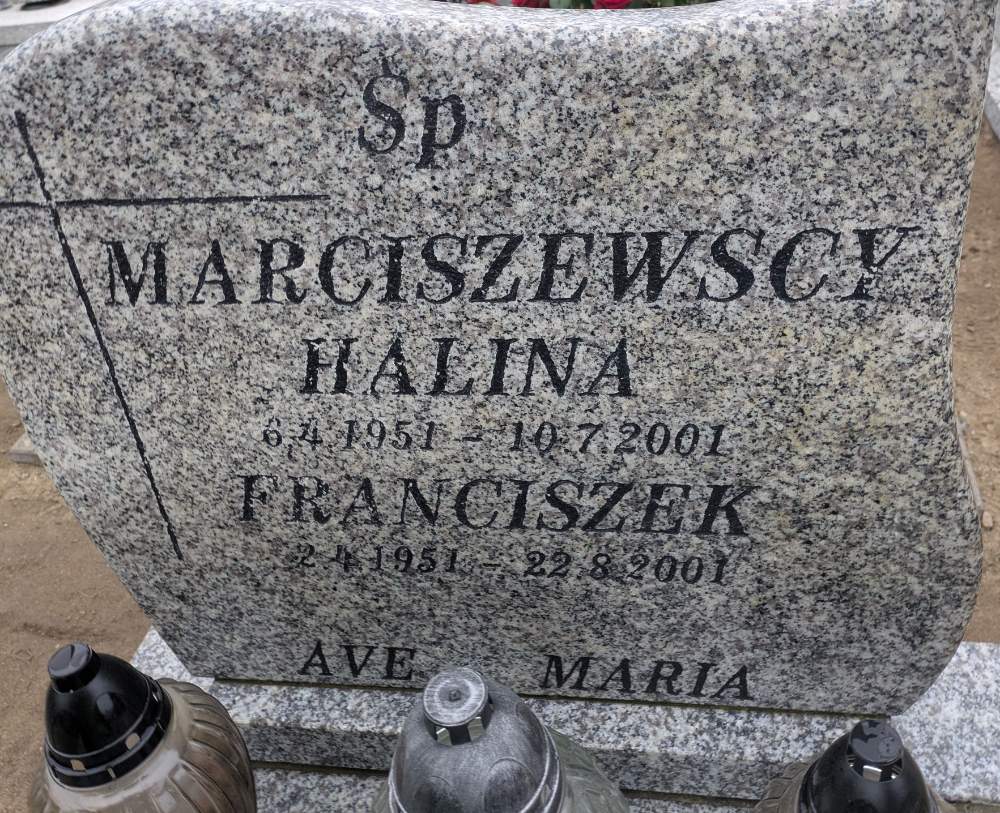 Śp
MARCISZEWSCY
HALINA
6.4.1951 - 10.7.2001
FRANCISZEK
2.4.1951 - 22.8.2001
AVE MARIA